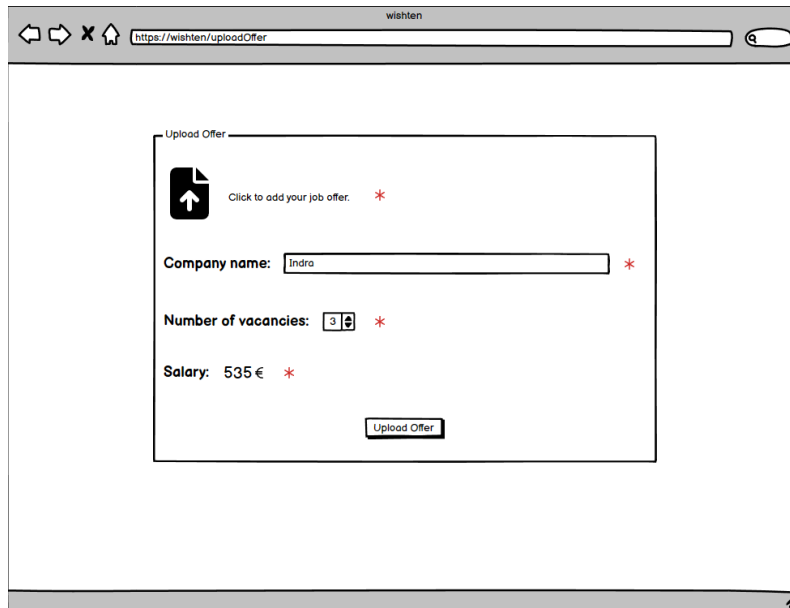 wishten
https://wishten/uploadOffer
Upload Offer
Click to add your job offer. *
Company name: Indra *
Number of vacancies: 3 *
Salary: 535 € *
Upload Offer